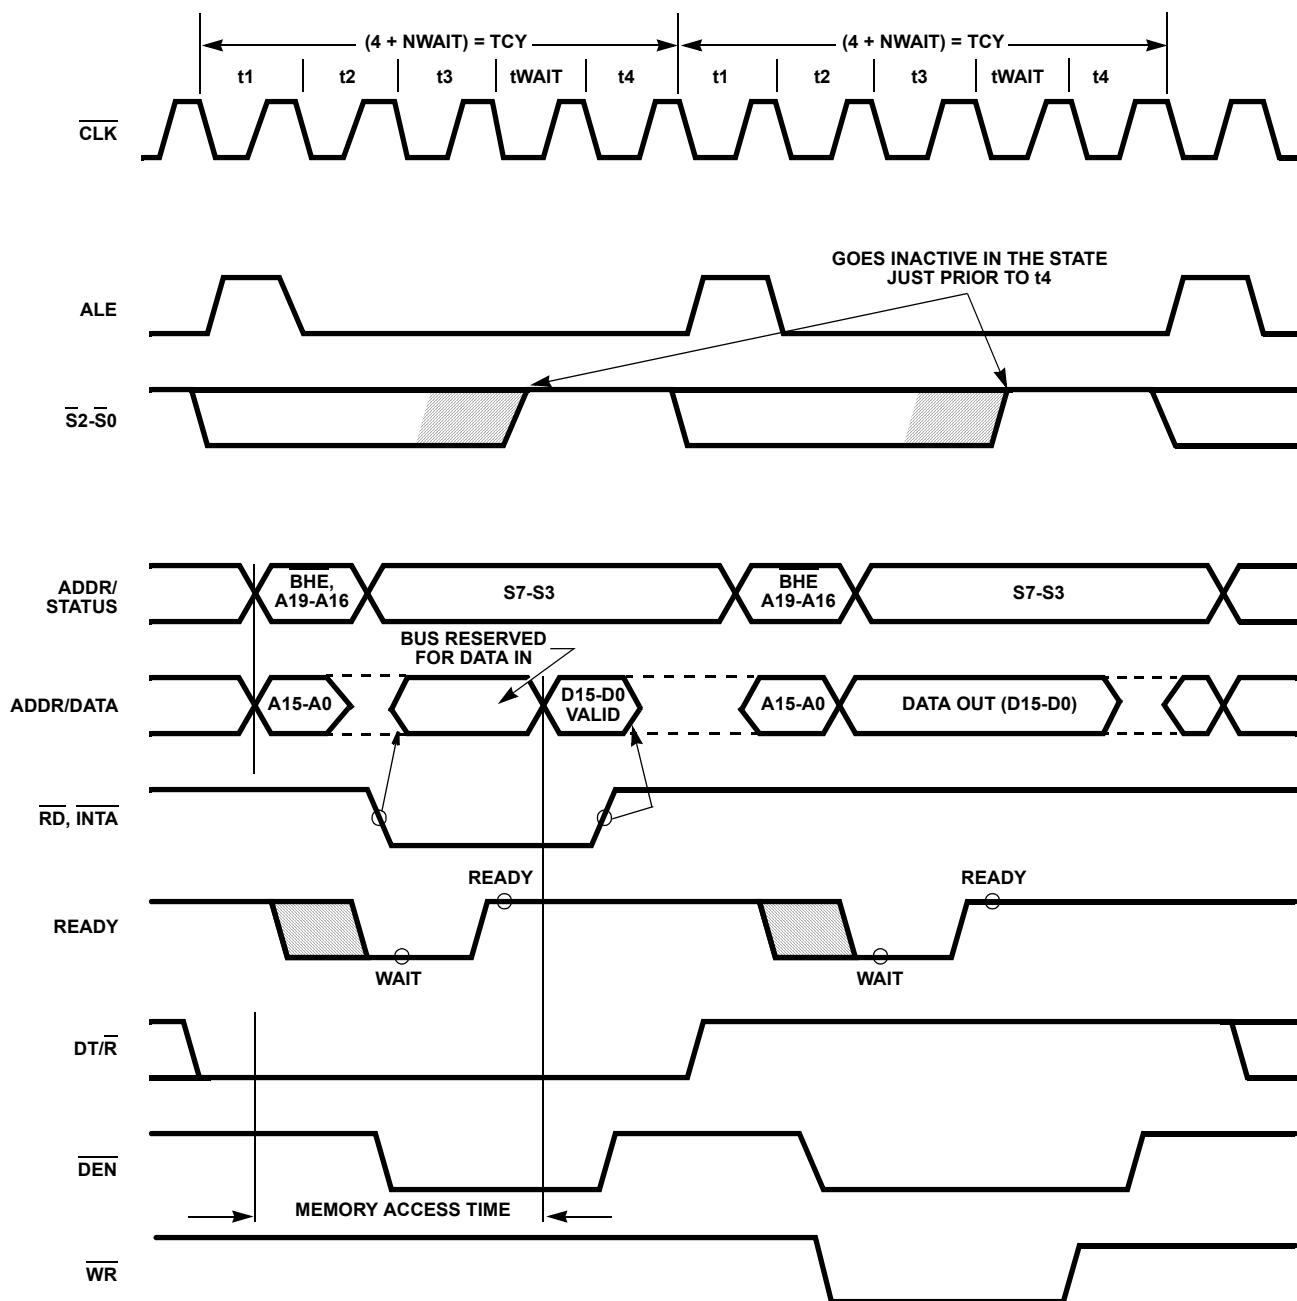 (4 + NWAIT) = TCY (4 + NWAIT) = TCY
t1 t2 t3 tWAIT t4 t1 t2 t3 tWAIT t4
CLK
GOES INACTIVE IN THE STATE
JUST PRIOR TO t4
ALE
S2-S0
ADDR/
STATUS
BHE,
A19-A16
S7-S3
BHE
A19-A16
S7-S3
BUS RESERVED
FOR DATA IN
ADDR/DATA
A15-A0
D15-D0
VALID
A15-A0
DATA OUT (D15-D0)
RD, INTA
READY
READY
READY
WAIT
WAIT
DT/R
DEN
MEMORY ACCESS TIME
WR